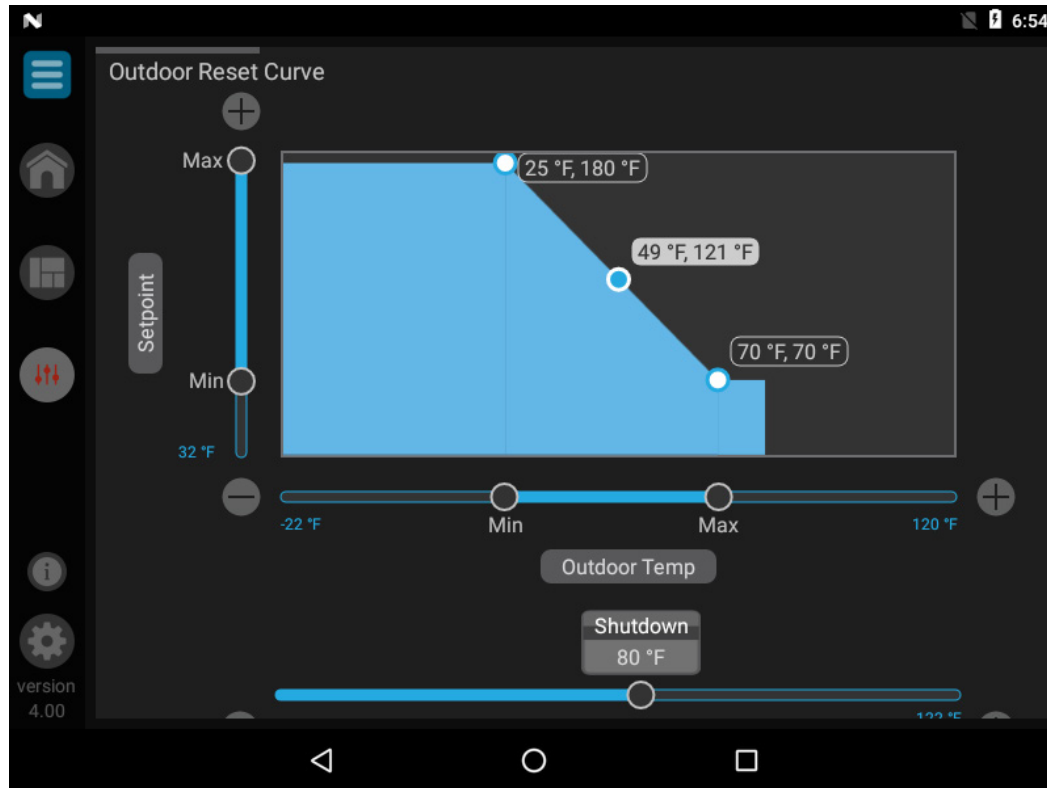 6:54
Outdoor Reset Curve
Max
25 °F, 180 °F
49 °F, 121 °F
Setpoint
70 °F, 70 °F
Min
32 °F
-22 °F
Min
Max
120 °F
Outdoor Temp
Shutdown
80 °F
version
4.00
122 °F